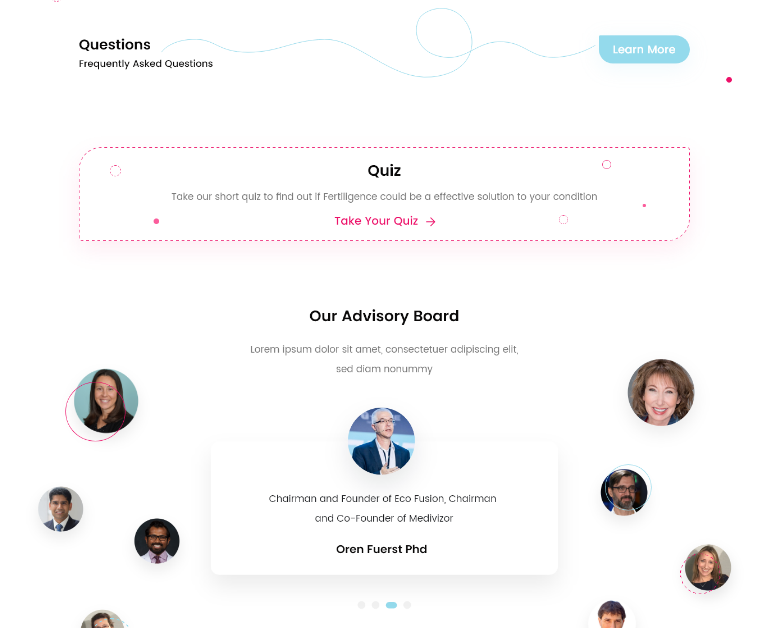 Questions
Frequently Asked Questions
Learn More
Quiz
Take our short quiz to find out if Fertiligence could be a effective solution to your condition
Take Your Quiz
Our Advisory Board
Lorem ipsum dolor sit amet, consectetuer adipiscing elit,
sed diam nonummy
Chairman and Founder of Eco Fusion, Chairman
and Co-Founder of Medivizor
Oren Fuerst Phd